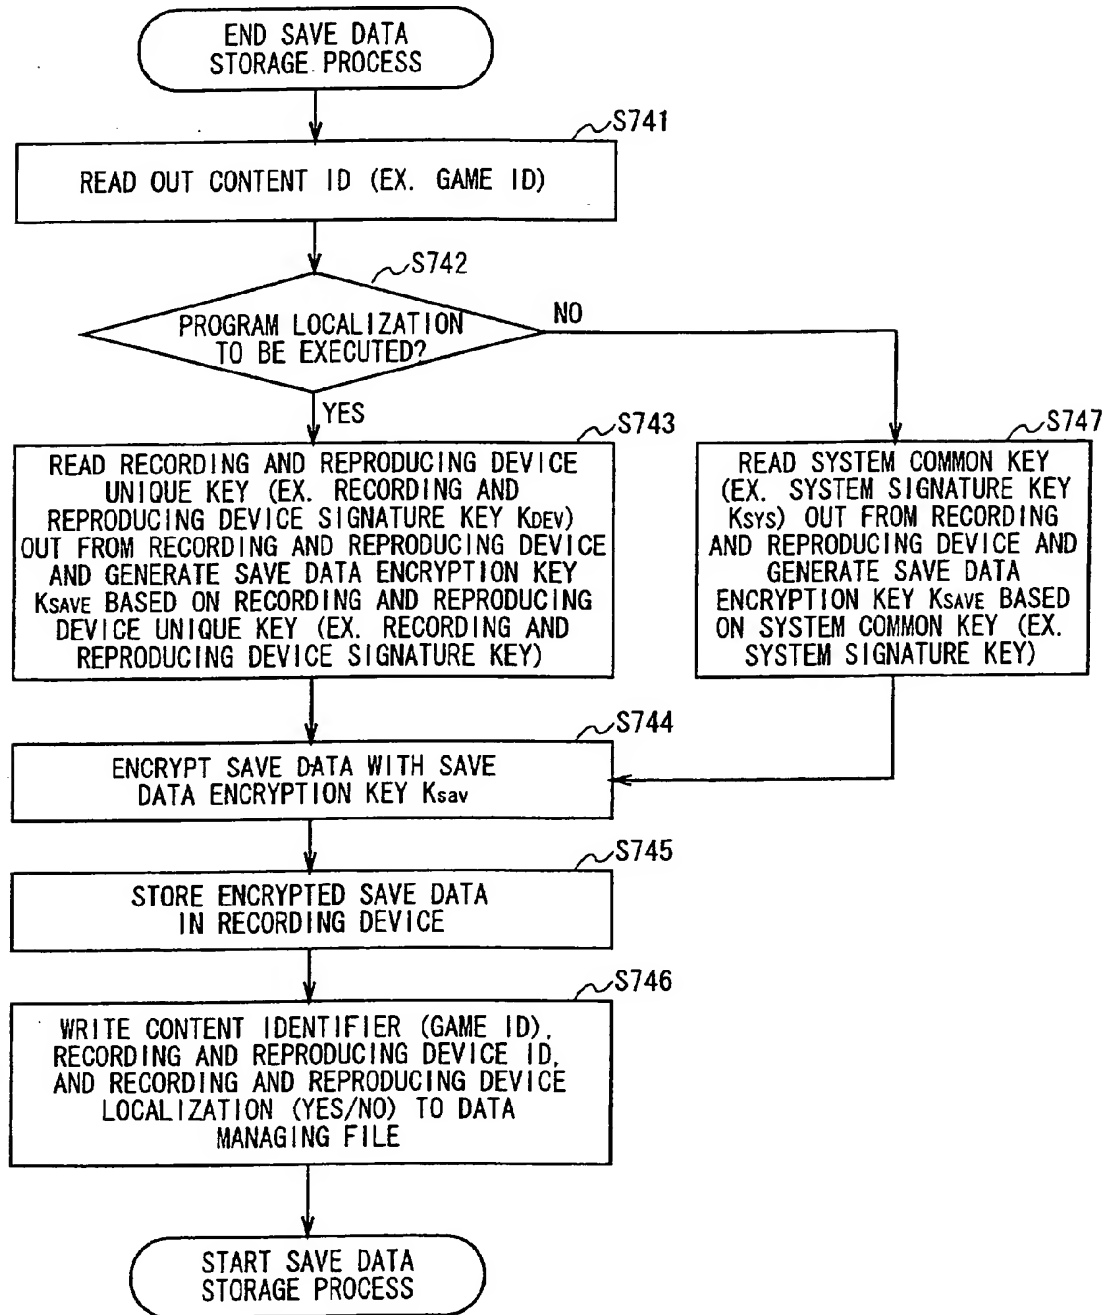 END SAVE DATA
STORAGE PROCESS
S741
READ OUT CONTENT ID (EX. GAME ID)
S742
PROGRAM LOCALIZATION
TO BE EXECUTED?
NO
YES
S743
READ RECORDING AND REPRODUCING DEVICE
UNIQUE KEY (EX. RECORDING AND
REPRODUCING DEVICE SIGNATURE KEY KDEV)
OUT FROM RECORDING AND REPRODUCING DEVICE
AND GENERATE SAVE DATA ENCRYPTION KEY
KSAVE BASED ON RECORDING AND REPRODUCING
DEVICE UNIQUE KEY (EX. RECORDING AND
REPRODUCING DEVICE SIGNATURE KEY)
S747
READ SYSTEM COMMON KEY
(EX. SYSTEM SIGNATURE KEY
KSYS) OUT FROM RECORDING
AND REPRODUCING DEVICE AND
GENERATE SAVE DATA
ENCRYPTION KEY KSAVE BASED
ON SYSTEM COMMON KEY (EX.
SYSTEM SIGNATURE KEY)
S744
ENCRYPT SAVE DATA WITH SAVE
DATA ENCRYPTION KEY Ksav
S745
STORE ENCRYPTED SAVE DATA
IN RECORDING DEVICE
S746
WRITE CONTENT IDENTIFIER (GAME ID),
RECORDING AND REPRODUCING DEVICE ID,
AND RECORDING AND REPRODUCING DEVICE
LOCALIZATION (YES/NO) TO DATA
MANAGING FILE
START SAVE DATA
STORAGE PROCESS